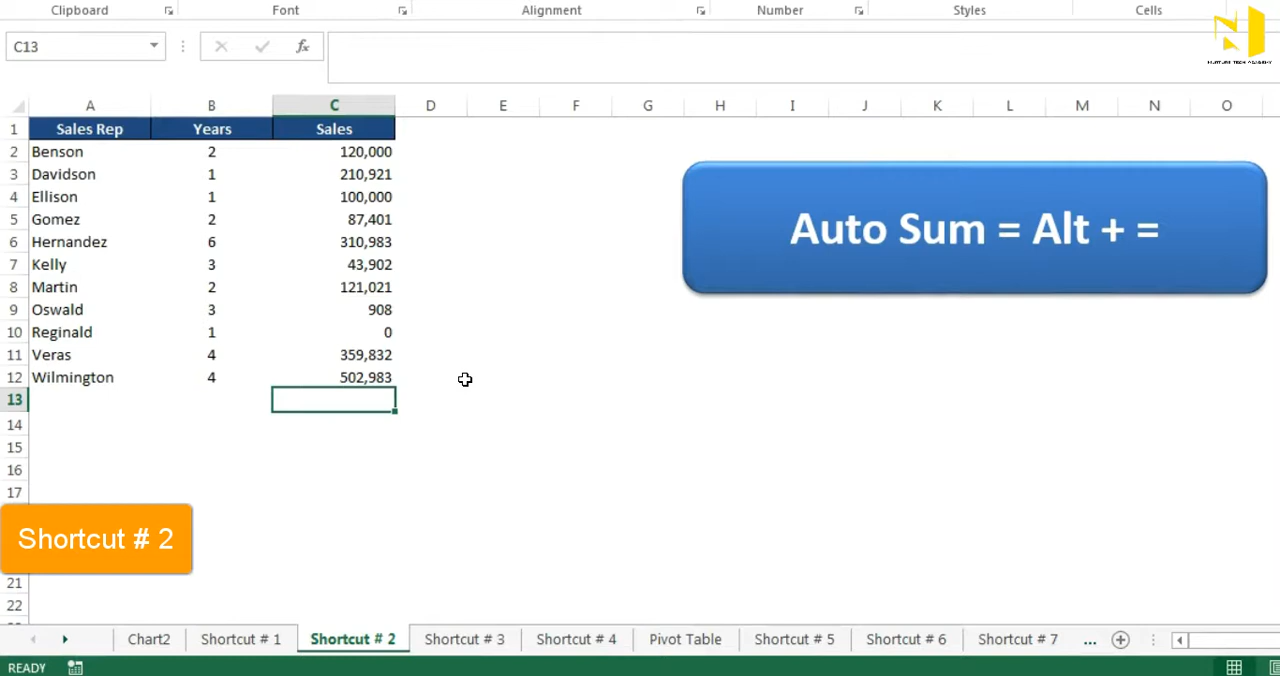 Clipboard Font Alignment Number Styles Cells
C13 fx
NURTURE TECH ACADEMY
A B C D E F G H I J K L M N O
1 Sales Rep Years Sales
2 Benson 2 120,000
3 Davidson 1 210,921
4 Ellison 1 100,000
5 Gomez 2 87,401
6 Hernandez 6 310,983
7 Kelly 3 43,902
8 Martin 2 121,021
9 Oswald 3 908
10 Reginald 1 0
11 Veras 4 359,832
12 Wilmington 4 502,983
13
14
15
16
17
21
22
Auto Sum = Alt + =
Shortcut # 2
Chart2 Shortcut # 1 Shortcut # 2 Shortcut # 3 Shortcut # 4 Pivot Table Shortcut # 5 Shortcut # 6 Shortcut # 7 ...
READY